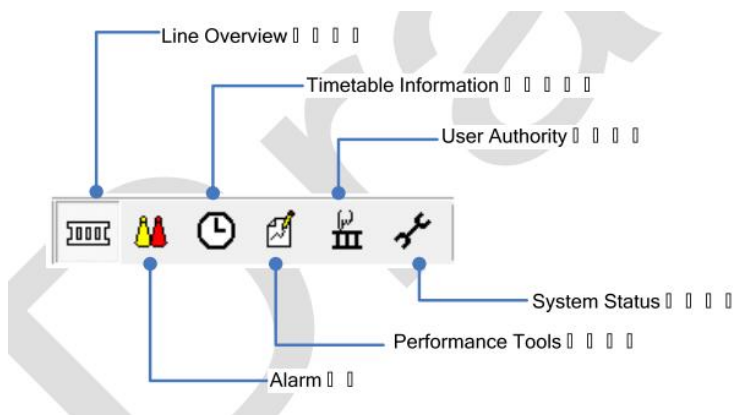 Line Overview
Timetable Information
User Authority
System Status
Performance Tools
Alarm